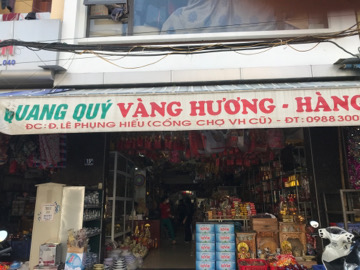 QUANG QUÝ VÀNG HƯƠNG - HÀNG
ĐC: Đ. LÊ PHỤNG HIỂU (CỔNG CHỢ VH CŨ) - ĐT: 0988300